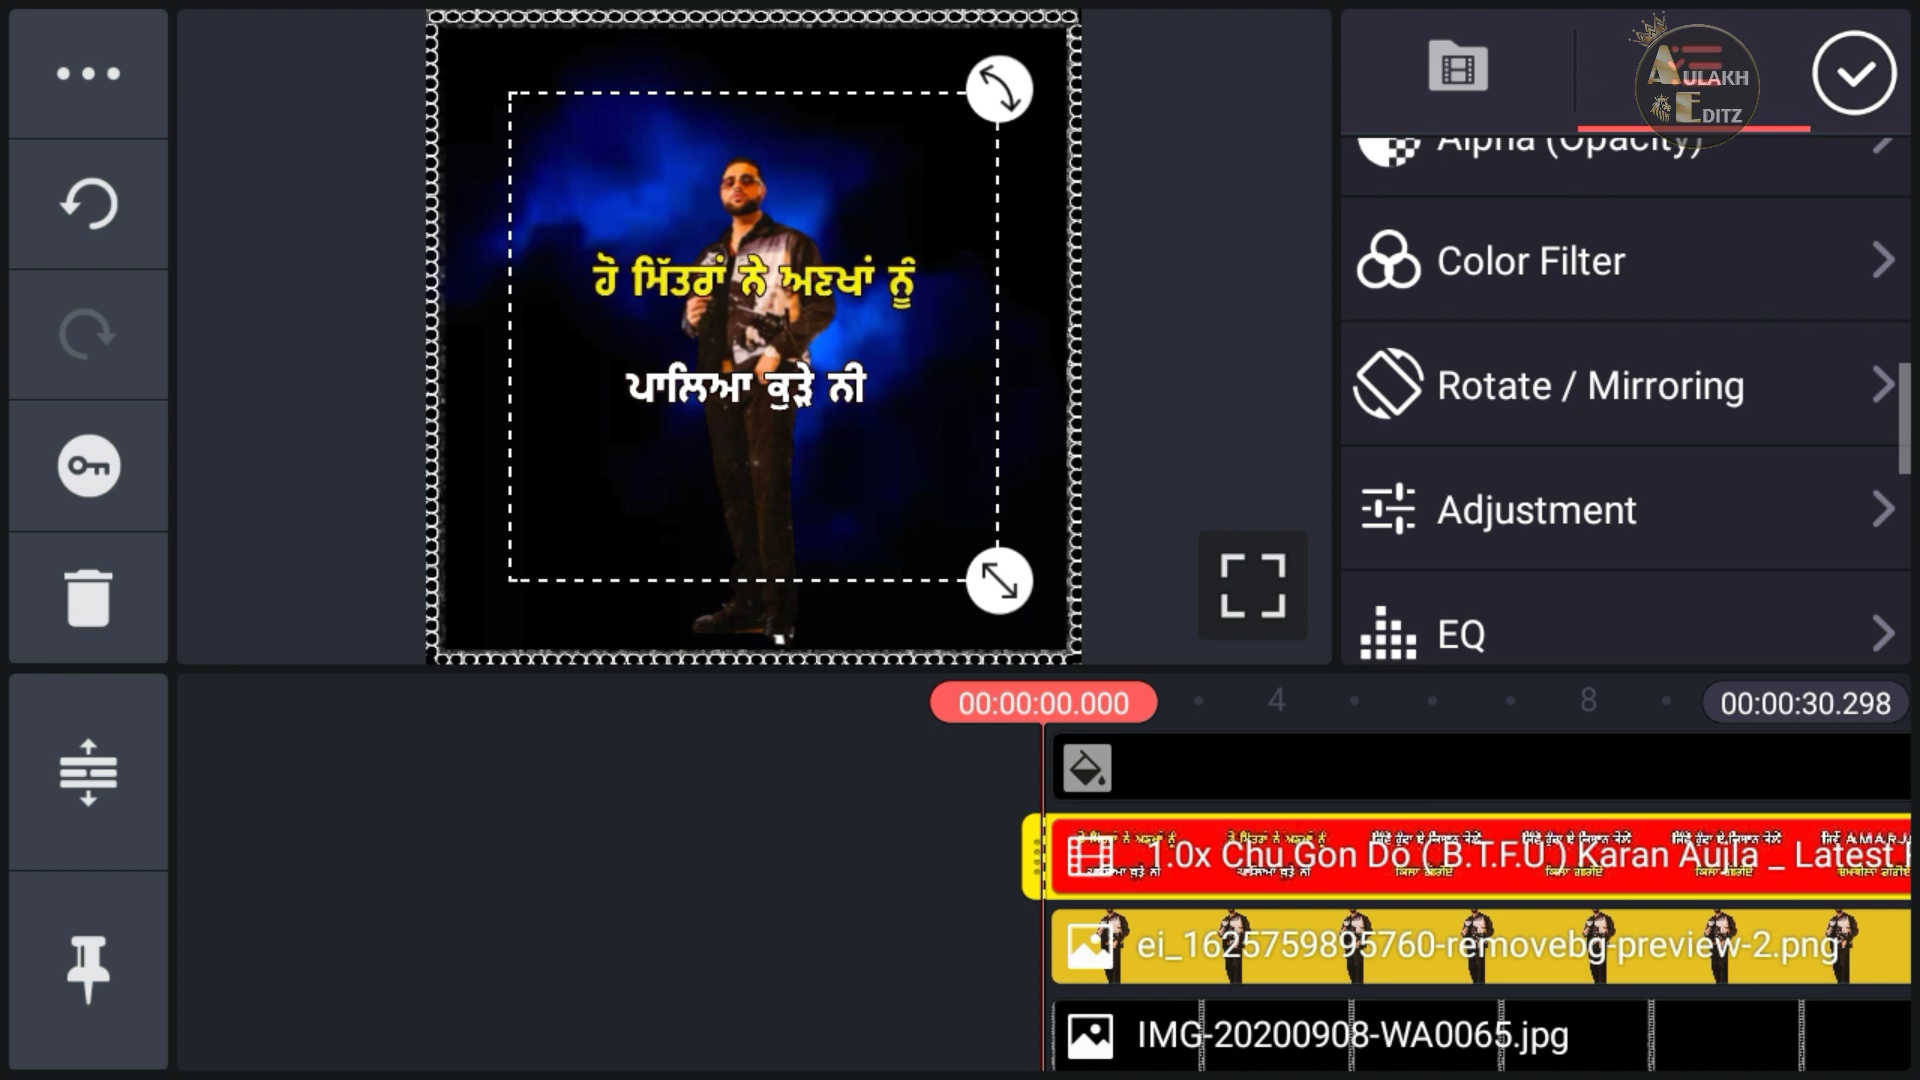 AULAKH
EDITZ
Alpha (Opacity)
Color Filter
ਹੋ ਮਿੱਤਰਾਂ ਨੇ ਅਣਖਾਂ ਨੂੰ
Rotate / Mirroring
ਪਾਲਿਆ ਕੁੜੇ ਨੀ
Adjustment
EQ
00:00:00.000
4
8
00:00:30.298
1.0x Chu Gon Do ( B.T.F.U ) Karan Aujla _ Latest
ei_1625759895760-removebg-preview-2.png
IMG-20200908-WA0065.jpg